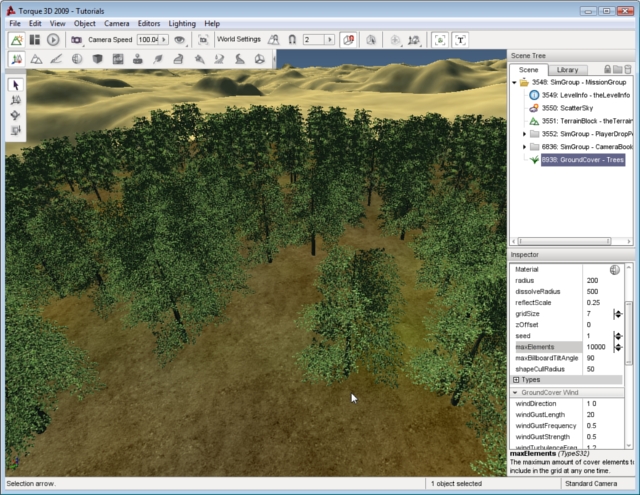 Torque 3D 2009 - Tutorials
File Edit View Object Camera Editors Lighting Help
Camera Speed 100.04 World Settings 2
Scene Tree
Scene Library
3548: SimGroup - MissionGroup
3549: LevelInfo - theLevelInfo
3550: ScatterSky
3551: TerrainBlock - theTerrain
3552: SimGroup - PlayerDropP
6836: SimGroup - CameraBook
8938: GroundCover - Trees
Inspector
Material
radius 200
dissolveRadius 500
reflectScale 0.25
gridSize 7
zOffset 0
seed 1
maxElements 10000
maxBillboardTiltAngle 90
shapeCullRadius 50
Types
GroundCover Wind
windDirection 1 0
windGustLength 20
windGustFrequency 0.5
windGustStrength 0.5
windTurbulenceFreq 1.2
maxElements (TypeS32)
The maximum amount of cover elements to
include in the grid at any one time.
Selection arrow. 1 object selected Standard Camera